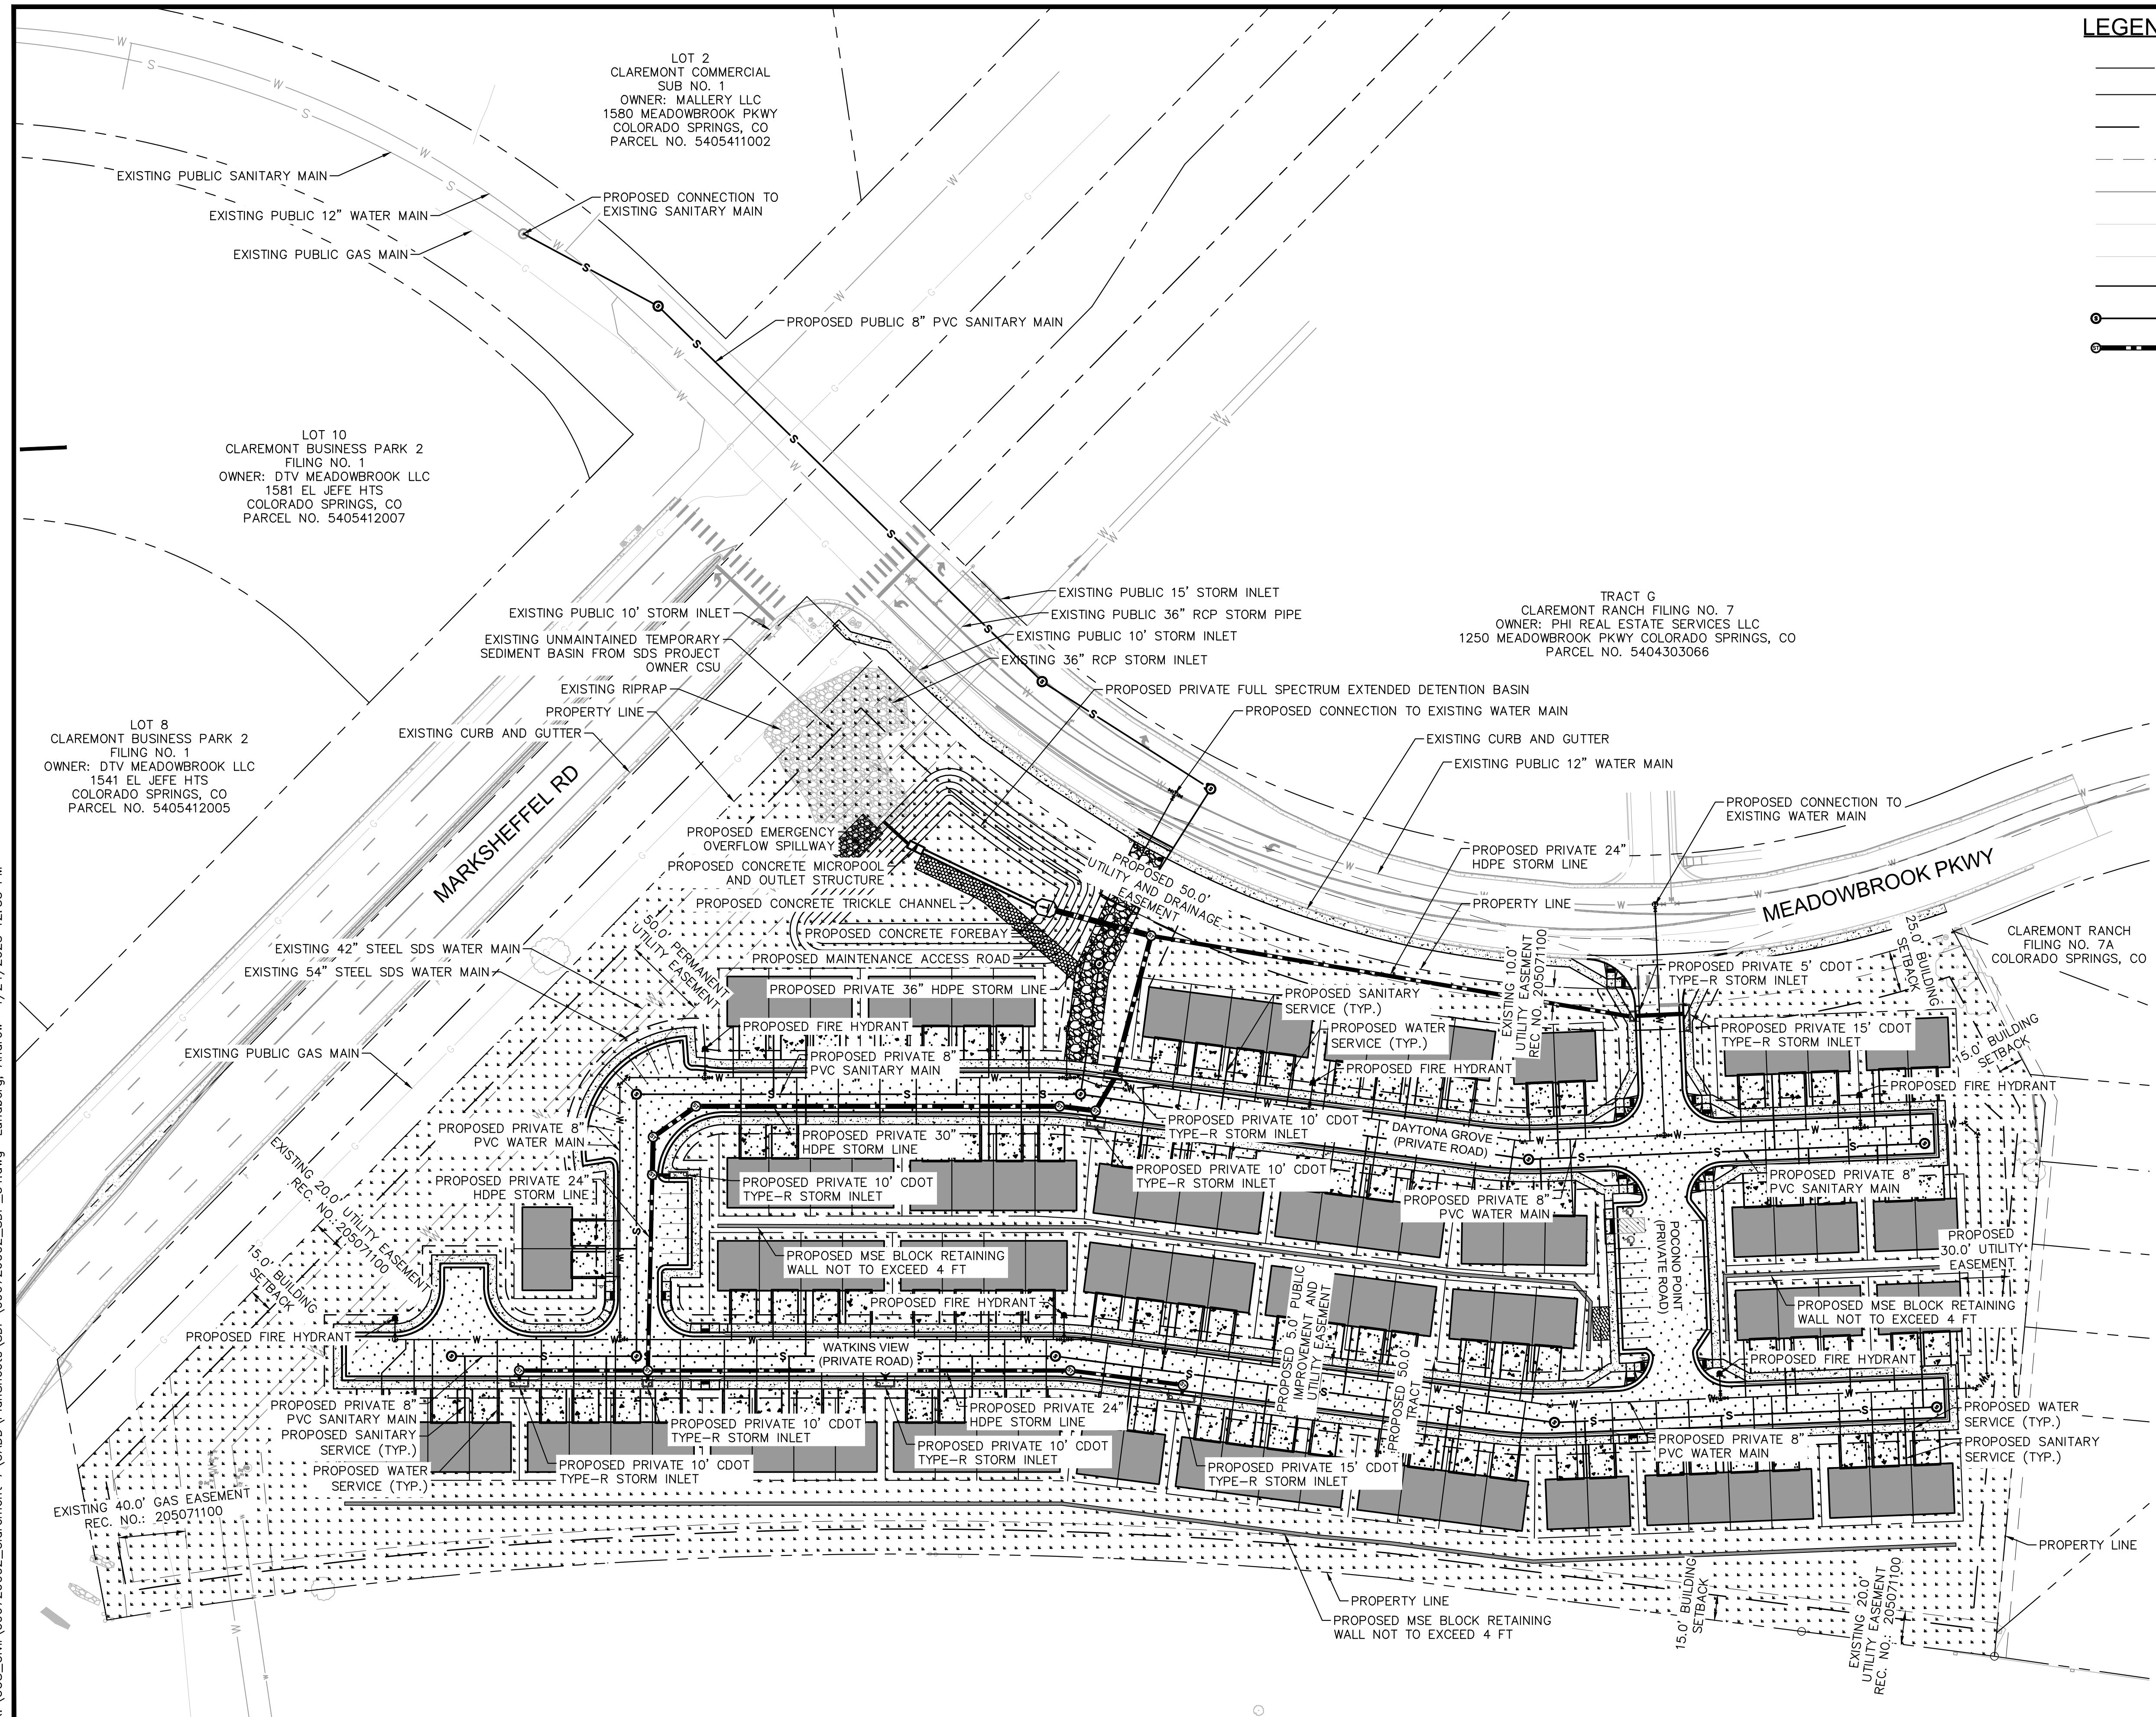 LEGEN
LOT 2
CLAREMONT COMMERCIAL
SUB NO. 1
OWNER: MALLERY LLC
1580 MEADOWBROOK PKWY
COLORADO SPRINGS, CO
PARCEL NO. 5405411002
EXISTING PUBLIC SANITARY MAIN
EXISTING PUBLIC 12" WATER MAIN
EXISTING PUBLIC GAS MAIN
PROPOSED CONNECTION TO
EXISTING SANITARY MAIN
PROPOSED PUBLIC 8" PVC SANITARY MAIN
LOT 10
CLAREMONT BUSINESS PARK 2
FILING NO. 1
OWNER: DTV MEADOWBROOK LLC
1581 EL JEFE HTS
COLORADO SPRINGS, CO
PARCEL NO. 5405412007
LOT 8
CLAREMONT BUSINESS PARK 2
FILING NO. 1
OWNER: DTV MEADOWBROOK LLC
1541 EL JEFE HTS
COLORADO SPRINGS, CO
PARCEL NO. 5405412005
TRACT G
CLAREMONT RANCH FILING NO. 7
OWNER: PHI REAL ESTATE SERVICES LLC
1250 MEADOWBROOK PKWY COLORADO SPRINGS, CO
PARCEL NO. 5404303066
EXISTING PUBLIC 10' STORM INLET
EXISTING UNMAINTAINED TEMPORARY
SEDIMENT BASIN FROM SDS PROJECT
OWNER CSU
EXISTING RIPRAP
PROPERTY LINE
EXISTING CURB AND GUTTER
MARKSHEFFEL RD
EXISTING PUBLIC 15' STORM INLET
EXISTING PUBLIC 36" RCP STORM PIPE
EXISTING PUBLIC 10' STORM INLET
EXISTING 36" RCP STORM INLET
PROPOSED PRIVATE FULL SPECTRUM EXTENDED DETENTION BASIN
PROPOSED CONNECTION TO EXISTING WATER MAIN
EXISTING CURB AND GUTTER
EXISTING PUBLIC 12" WATER MAIN
PROPOSED CONNECTION TO
EXISTING WATER MAIN
PROPOSED PRIVATE 24"
HDPE STORM LINE
PROPERTY LINE
MEADOWBROOK PKWY
CLAREMONT RANCH
FILING NO. 7A
COLORADO SPRINGS, CO
PROPOSED EMERGENCY
OVERFLOW SPILLWAY
PROPOSED CONCRETE MICROPOOL
AND OUTLET STRUCTURE
PROPOSED CONCRETE TRICKLE CHANNEL
PROPOSED CONCRETE FOREBAY
PROPOSED MAINTENANCE ACCESS ROAD
PROPOSED PRIVATE 36" HDPE STORM LINE
PROPOSED 50.0'
UTILITY AND DRAINAGE
EASEMENT
50.0' PERMANENT
UTILITY EASEMENT
EXISTING 42" STEEL SDS WATER MAIN
EXISTING 54" STEEL SDS WATER MAIN
EXISTING PUBLIC GAS MAIN
EXISTING 10.0'
UTILITY EASEMENT
REC NO. 205071100
25.0' BUILDING
SETBACK
15.0' BUILDING
SETBACK
PROPOSED PRIVATE 5' CDOT
TYPE-R STORM INLET
PROPOSED PRIVATE 15' CDOT
TYPE-R STORM INLET
PROPOSED SANITARY
SERVICE (TYP.)
PROPOSED WATER
SERVICE (TYP.)
PROPOSED FIRE HYDRANT
PROPOSED FIRE HYDRANT
PROPOSED FIRE HYDRANT
PROPOSED PRIVATE 8"
PVC SANITARY MAIN
PROPOSED PRIVATE 8"
PVC WATER MAIN
PROPOSED PRIVATE 30"
HDPE STORM LINE
PROPOSED PRIVATE 10' CDOT
TYPE-R STORM INLET
DAYTONA GROVE
(PRIVATE ROAD)
PROPOSED PRIVATE 10' CDOT
TYPE-R STORM INLET
PROPOSED PRIVATE 24"
HDPE STORM LINE
PROPOSED PRIVATE 10' CDOT
TYPE-R STORM INLET
PROPOSED PRIVATE 8"
PVC WATER MAIN
PROPOSED PRIVATE 8"
PVC SANITARY MAIN
EXISTING 20.0' UTILITY EASEMENT
REC. NO. 205071100
15.0' BUILDING
SETBACK
POCONO POINT
(PRIVATE ROAD)
PROPOSED
30.0' UTILITY
EASEMENT
PROPOSED MSE BLOCK RETAINING
WALL NOT TO EXCEED 4 FT
PROPOSED FIRE HYDRANT
PROPOSED 5.0' PUBLIC
IMPROVEMENT AND
UTILITY EASEMENT
PROPOSED MSE BLOCK RETAINING
WALL NOT TO EXCEED 4 FT
PROPOSED FIRE HYDRANT
WATKINS VIEW
(PRIVATE ROAD)
PROPOSED 50.0'
TRACT
PROPOSED FIRE HYDRANT
PROPOSED PRIVATE 8"
PVC SANITARY MAIN
PROPOSED SANITARY
SERVICE (TYP.)
PROPOSED WATER
SERVICE (TYP.)
PROPOSED PRIVATE 10' CDOT
TYPE-R STORM INLET
PROPOSED PRIVATE 10' CDOT
TYPE-R STORM INLET
PROPOSED PRIVATE 24"
HDPE STORM LINE
PROPOSED PRIVATE 10' CDOT
TYPE-R STORM INLET
PROPOSED PRIVATE 15' CDOT
TYPE-R STORM INLET
PROPOSED PRIVATE 8"
PVC WATER MAIN
PROPOSED WATER
SERVICE (TYP.)
PROPOSED SANITARY
SERVICE (TYP.)
EXISTING 40.0' GAS EASEMENT
REC. NO.: 205071100
PROPERTY LINE
PROPERTY LINE
PROPOSED MSE BLOCK RETAINING
WALL NOT TO EXCEED 4 FT
15.0' BUILDING
SETBACK
EXISTING 20.0'
UTILITY EASEMENT
REC. NO.: 205071100